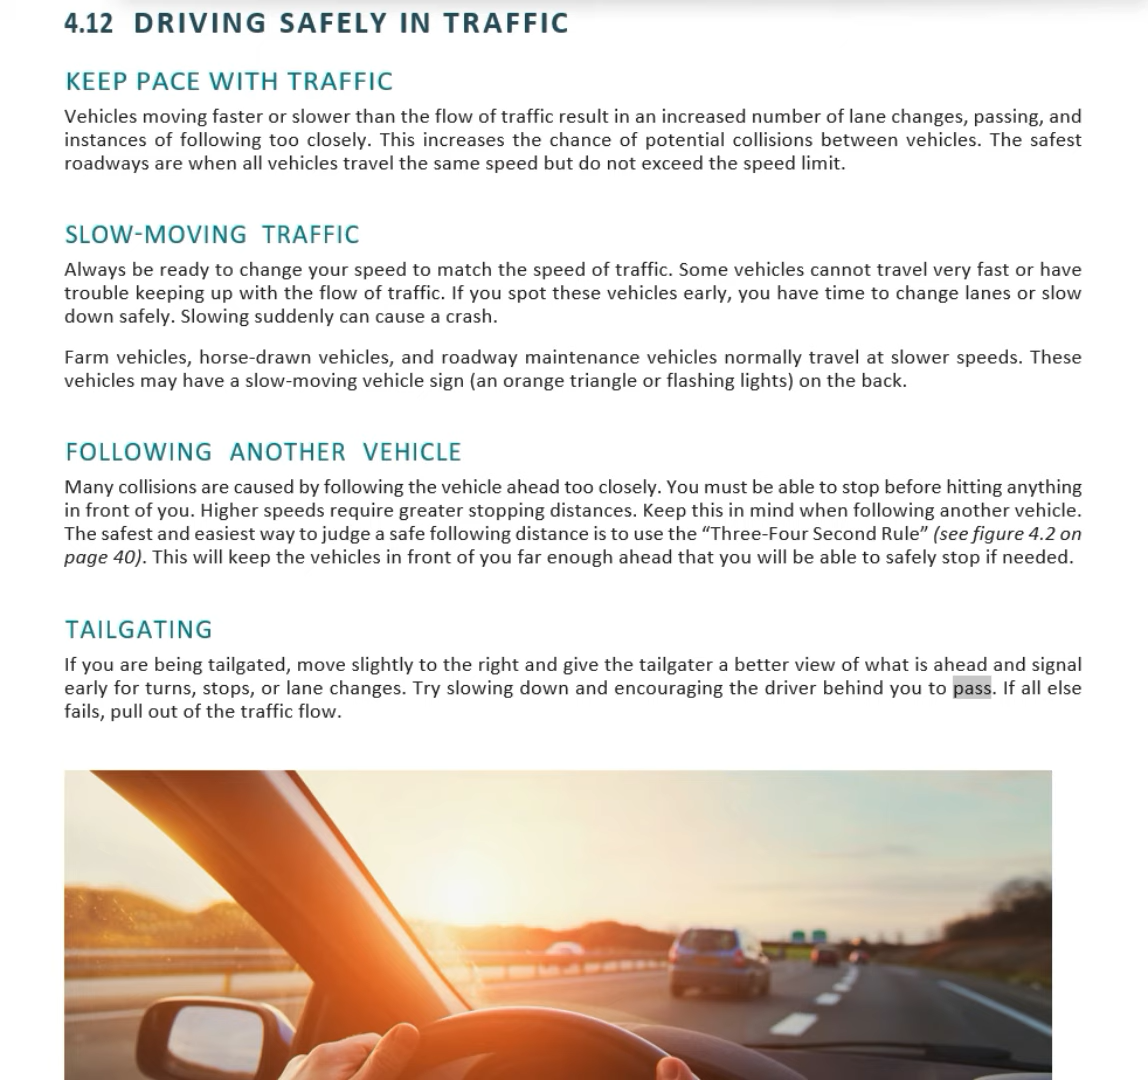 4.12 DRIVING SAFELY IN TRAFFIC
KEEP PACE WITH TRAFFIC
Vehicles moving faster or slower than the flow of traffic result in an increased number of lane changes, passing, and
instances of following too closely. This increases the chance of potential collisions between vehicles. The safest
roadways are when all vehicles travel the same speed but do not exceed the speed limit.
SLOW-MOVING TRAFFIC
Always be ready to change your speed to match the speed of traffic. Some vehicles cannot travel very fast or have
trouble keeping up with the flow of traffic. If you spot these vehicles early, you have time to change lanes or slow
down safely. Slowing suddenly can cause a crash.
Farm vehicles, horse-drawn vehicles, and roadway maintenance vehicles normally travel at slower speeds. These
vehicles may have a slow-moving vehicle sign (an orange triangle or flashing lights) on the back.
FOLLOWING ANOTHER VEHICLE
Many collisions are caused by following the vehicle ahead too closely. You must be able to stop before hitting anything
in front of you. Higher speeds require greater stopping distances. Keep this in mind when following another vehicle.
The safest and easiest way to judge a safe following distance is to use the “Three-Four Second Rule” (see figure 4.2 on
page 40). This will keep the vehicles in front of you far enough ahead that you will be able to safely stop if needed.
TAILGATING
If you are being tailgated, move slightly to the right and give the tailgater a better view of what is ahead and signal
early for turns, stops, or lane changes. Try slowing down and encouraging the driver behind you to pass. If all else
fails, pull out of the traffic flow.